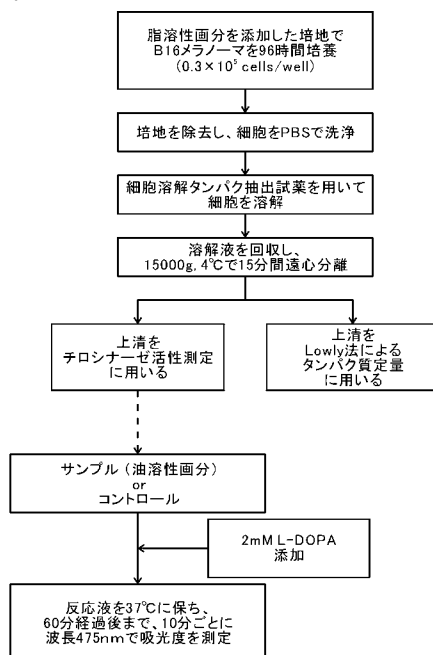 脂溶性画分を添加した培地で
B16メラノーマを96時間培養
(0.3×10⁵ cells/well)
培地を除去し、細胞をPBSで洗浄
細胞溶解タンパク抽出試薬を用いて
細胞を溶解
溶解液を回収し、
15000g, 4℃で15分間遠心分離
上清を
チロシナーゼ活性測定
に用いる
上清を
Lowly法による
タンパク質定量
に用いる
サンプル（油溶性画分）
or
コントロール
2mM L-DOPA
添加
反応液を37℃に保ち、
60分経過後まで、10分ごとに
波長475nmで吸光度を測定